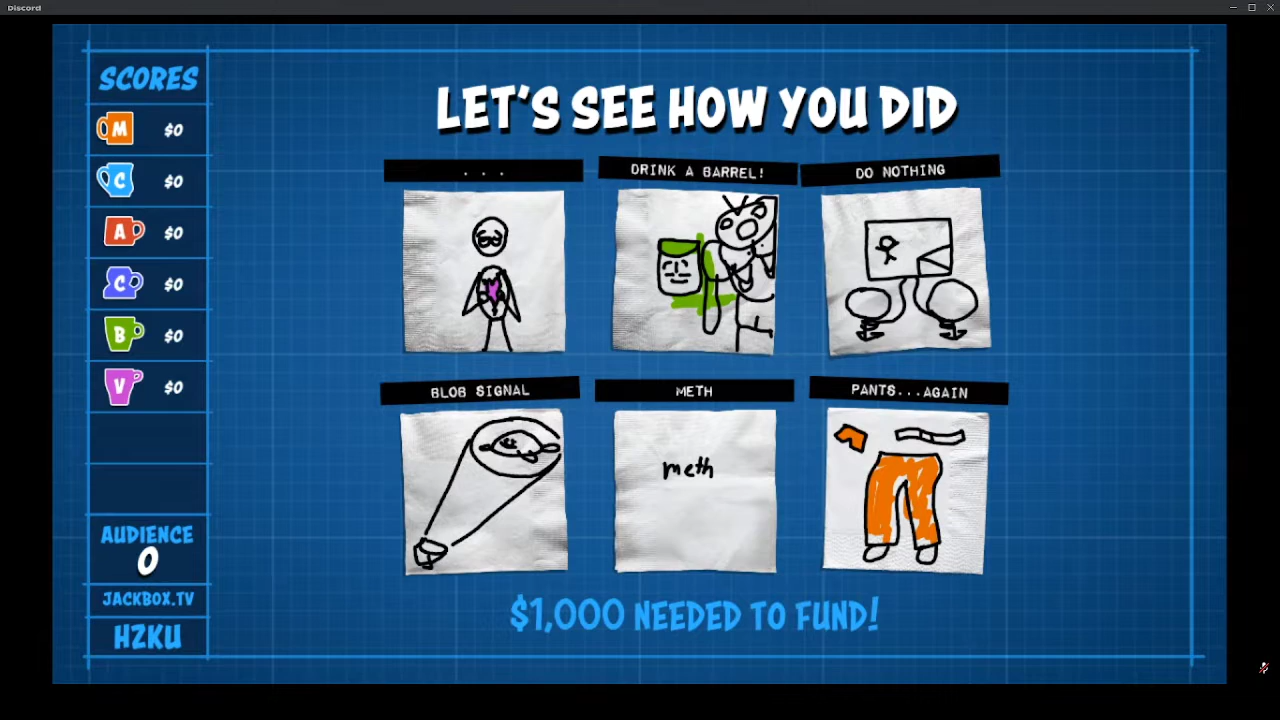 Discord
SCORES
LET'S SEE HOW YOU DID
M $0
C $0
A $0
C $0
B $0
V $0
. . .
DRINK A BARREL!
DO NOTHING
BLOB SIGNAL
METH
PANTS...AGAIN
meth
AUDIENCE
0
JACKBOX.TV
HZKU
$1,000 NEEDED TO FUND!